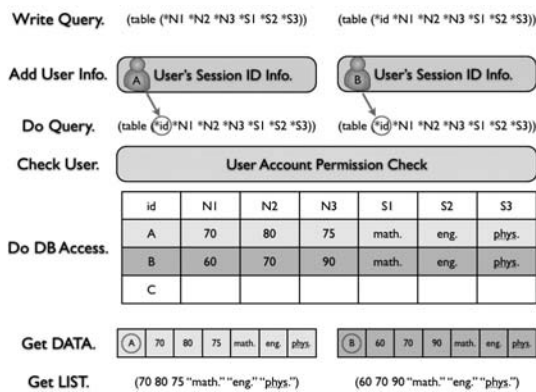 Write Query. (table (*N1 *N2 *N3 *S1 *S2 *S3)) (table (*id *N1 *N2 *N3 *S1 *S2 *S3))
Add User Info. A User's Session ID Info. B User's Session ID Info.
Do Query. (table (*id *N1 *N2 *N3 *S1 *S2 *S3)) (table (*id *N1 *N2 *N3 *S1 *S2 *S3))
Check User. User Account Permission Check
id N1 N2 N3 S1 S2 S3
A 70 80 75 math. eng. phys.
Do DB Access. B 60 70 90 math. eng. phys.
C
Get DATA. A 70 80 75 math. eng. phys. B 60 70 90 math. eng. phys.
Get LIST. (70 80 75 "math." "eng." "phys.") (60 70 90 "math." "eng." "phys.")